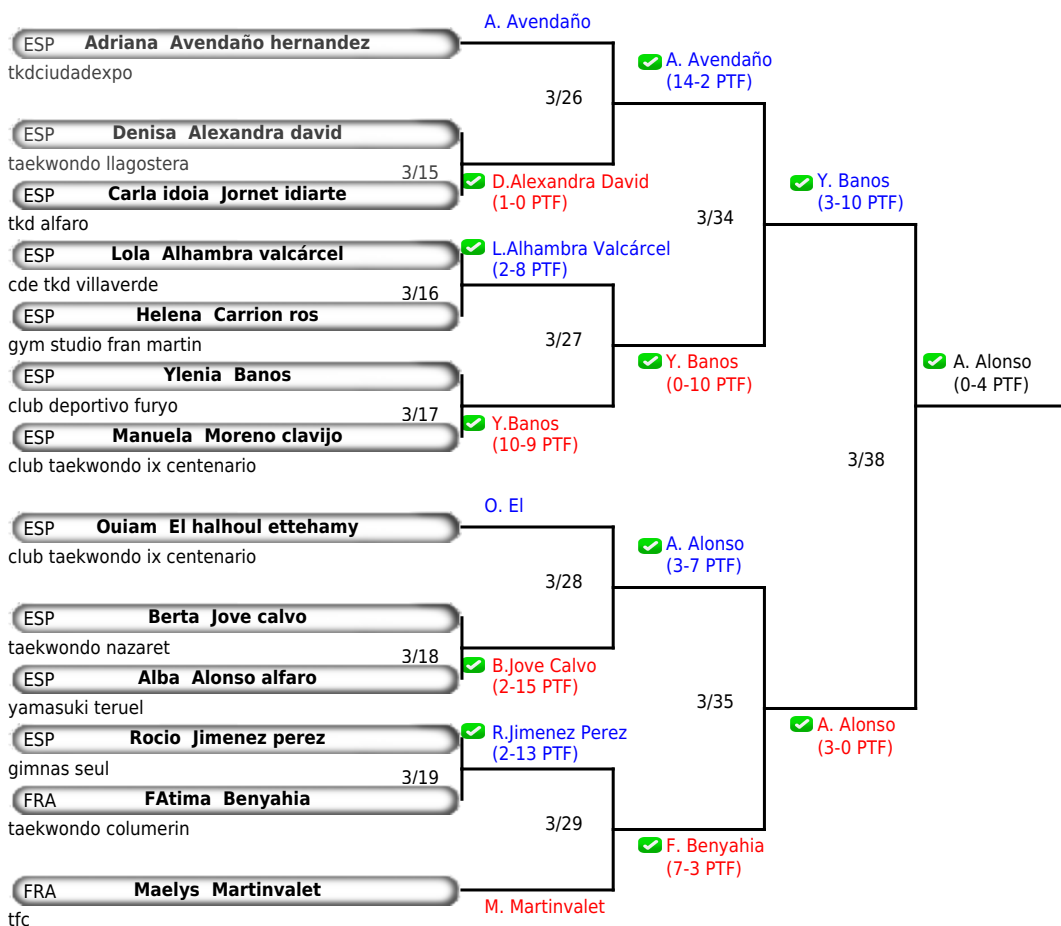 A. Avendaño
ESP Adriana Avendaño hernandez
tkdciudadexpo
A. Avendaño
(14-2 PTF)
3/26
ESP Denisa Alexandra david
taekwondo llagostera
3/15
D.Alexandra David
(1-0 PTF)
ESP Carla idoia Jornet idiarte
tkd alfaro
Y. Banos
(3-10 PTF)
3/34
ESP Lola Alhambra valcárcel
cde tkd villaverde
L.Alhambra Valcárcel
(2-8 PTF)
3/16
ESP Helena Carrion ros
gym studio fran martin
3/27
Y. Banos
(0-10 PTF)
A. Alonso
(0-4 PTF)
ESP Ylenia Banos
club deportivo furyo
3/17
Y.Banos
(10-9 PTF)
ESP Manuela Moreno clavijo
club taekwondo ix centenario
3/38
O. El
ESP Ouiam El halhoul ettehamy
club taekwondo ix centenario
A. Alonso
(3-7 PTF)
3/28
ESP Berta Jove calvo
taekwondo nazaret
3/18
B.Jove Calvo
(2-15 PTF)
ESP Alba Alonso alfaro
yamasuki teruel
3/35
A. Alonso
(3-0 PTF)
ESP Rocio Jimenez perez
gimnas seul
R.Jimenez Perez
(2-13 PTF)
3/19
FRA FAtima Benyahia
taekwondo columerin
3/29
F. Benyahia
(7-3 PTF)
FRA Maelys Martinvalet
tfc
M. Martinvalet